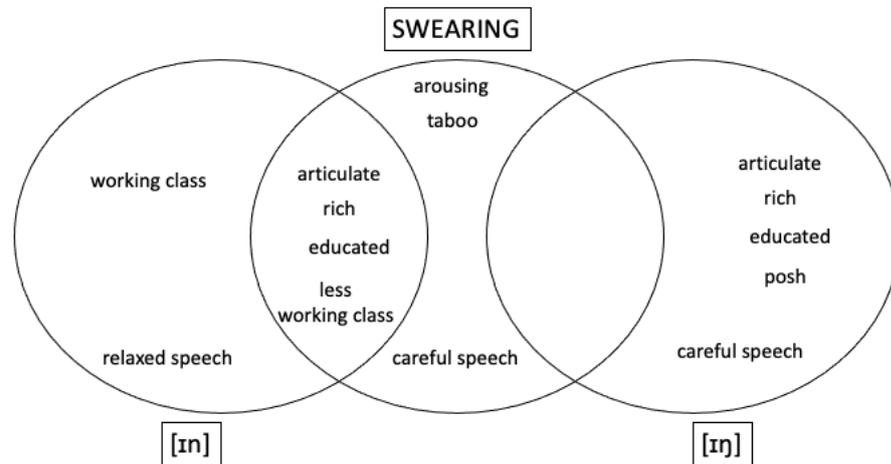 SWEARING
arousing
taboo
working class
relaxed speech
articulate
rich
educated
less
working class
careful speech
articulate
rich
educated
posh
careful speech
[ɪn]
[ɪŋ]